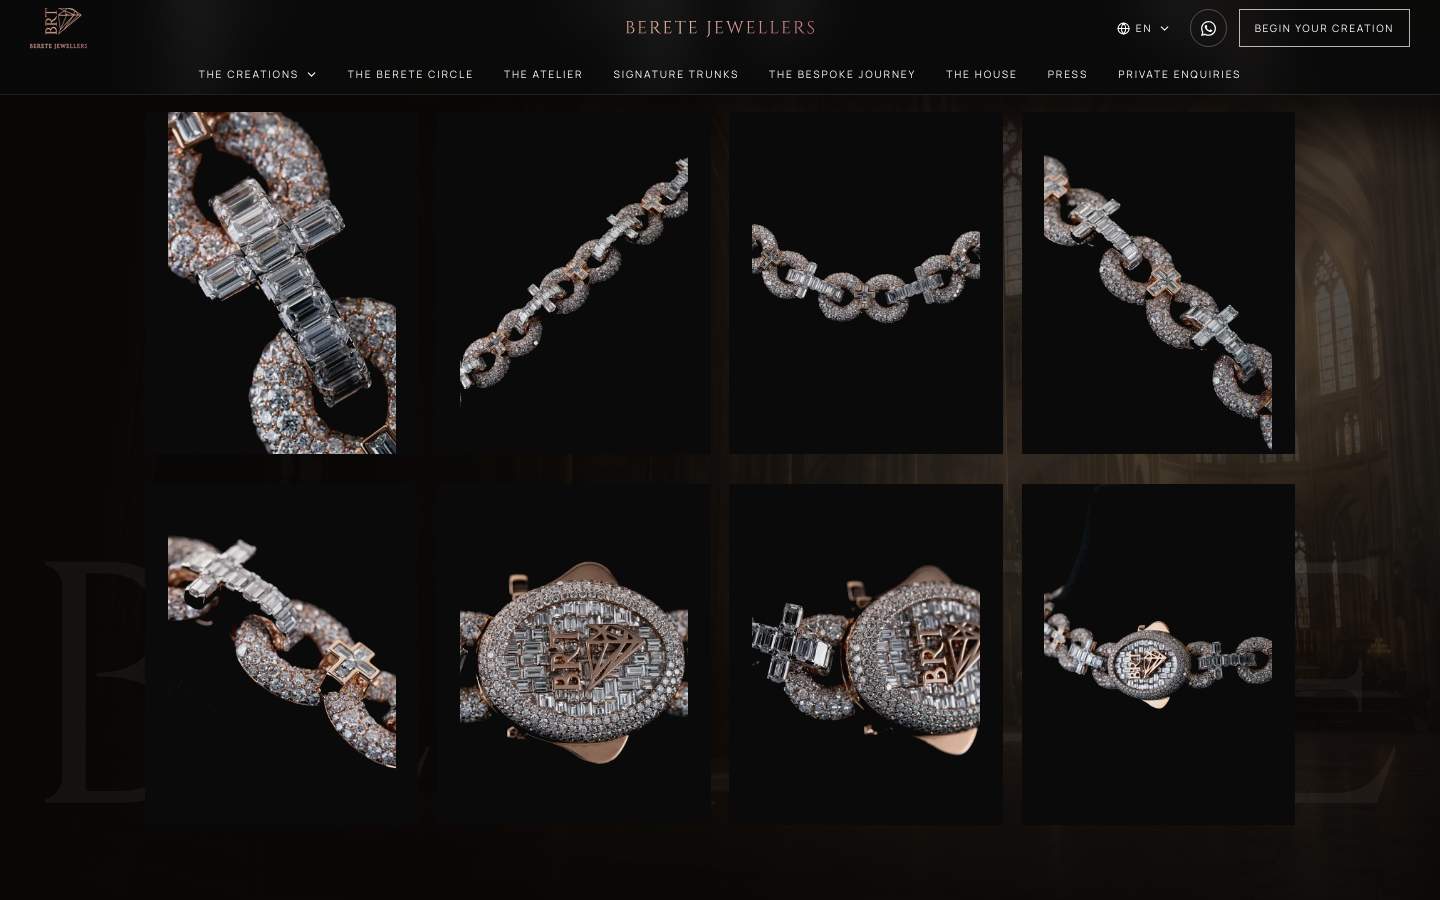 BRT
BERETE JEWELLERS
BERETE JEWELLERS
EN
BEGIN YOUR CREATION
THE CREATIONS
THE BERETE CIRCLE
THE ATELIER
SIGNATURE TRUNKS
THE BESPOKE JOURNEY
THE HOUSE
PRESS
PRIVATE ENQUIRIES
B
E
BRT
BRT
BRT